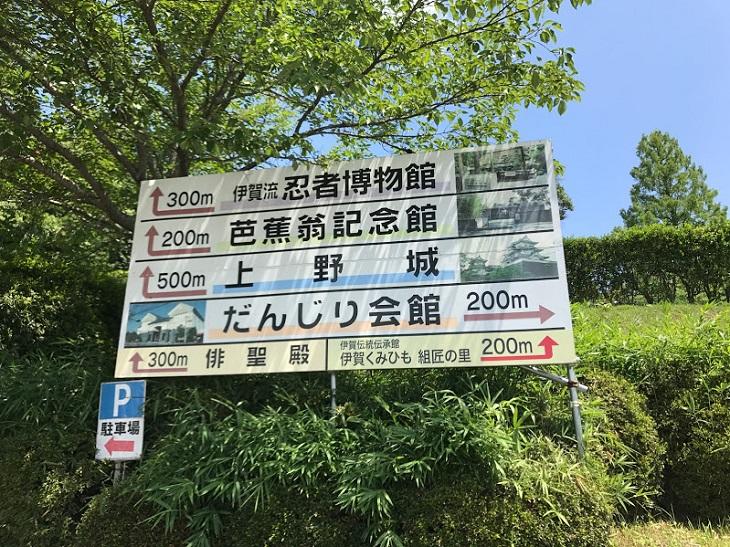 300m 伊賀流 忍者博物館
200m 芭蕉翁記念館
500m 上野城
だんじり会館 200m
300m 俳聖殿
伊賀伝統伝承館
伊賀くみひも 組匠の里 200m
P
駐車場